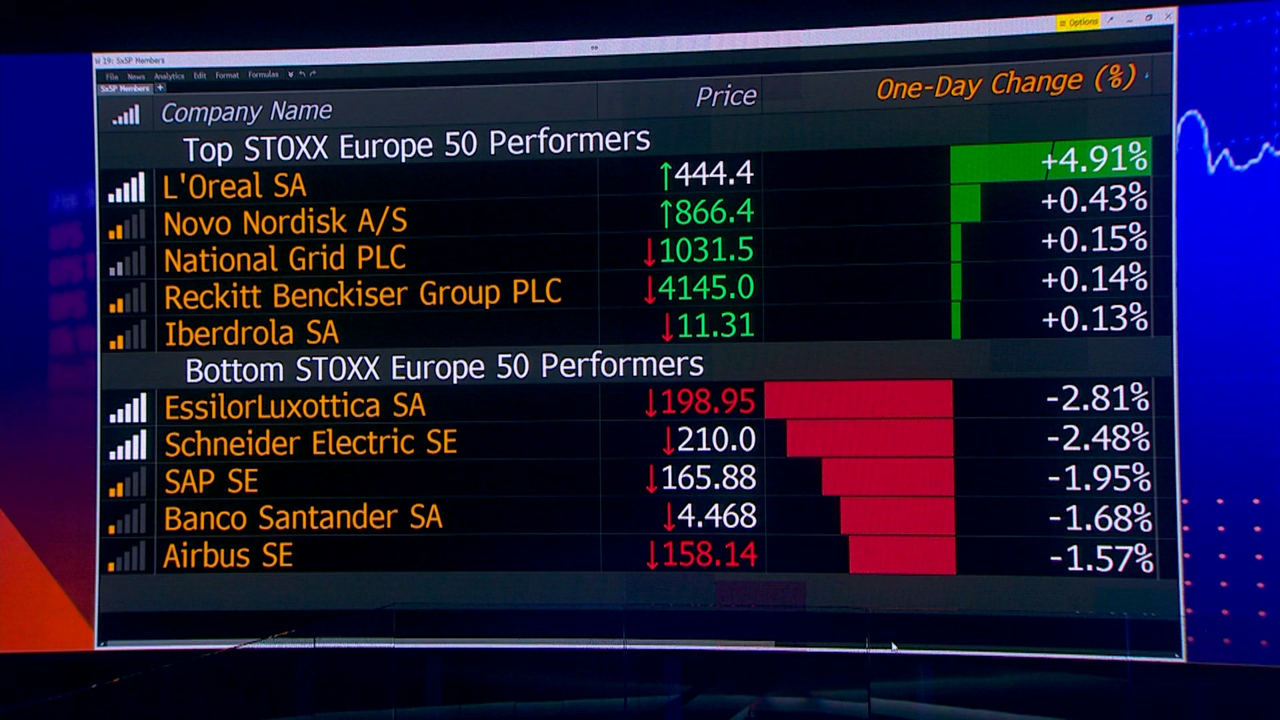 Options
19: Sx5P Members
File News Analytics Edit Format Formulas
Sx5P Members +
Company Name Price One-Day Change (%)
Top STOXX Europe 50 Performers
L'Oreal SA ↑444.4 +4.91%
Novo Nordisk A/S ↑866.4 +0.43%
National Grid PLC ↓1031.5 +0.15%
Reckitt Benckiser Group PLC ↓4145.0 +0.14%
Iberdrola SA ↓11.31 +0.13%
Bottom STOXX Europe 50 Performers
EssilorLuxottica SA ↓198.95 -2.81%
Schneider Electric SE ↓210.0 -2.48%
SAP SE ↓165.88 -1.95%
Banco Santander SA ↓4.468 -1.68%
Airbus SE ↓158.14 -1.57%